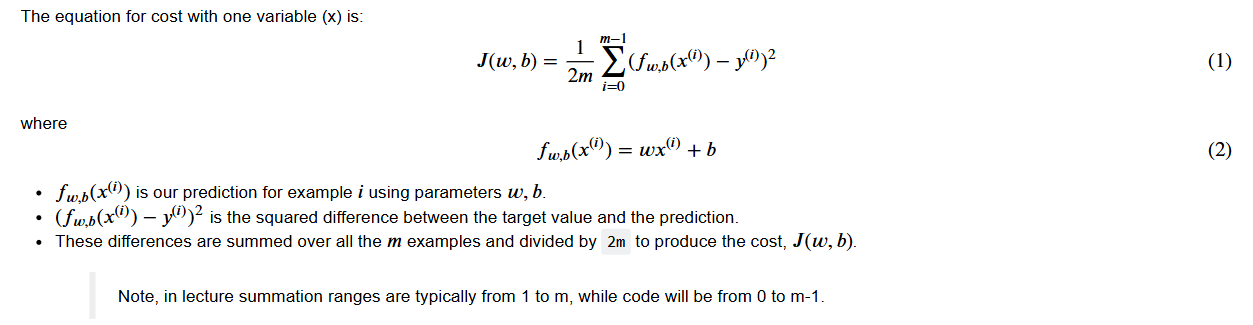 The equation for cost with one variable (x) is:
J(w, b) = \frac{1}{2m} \sum_{i=0}^{m-1} (f_{w,b}(x^{(i)}) − y^{(i)})^2 (1)
where
f_{w,b}(x^{(i)}) = wx^{(i)} + b (2)
• f_{w,b}(x^{(i)}) is our prediction for example i using parameters w, b.
• (f_{w,b}(x^{(i)}) − y^{(i)})^2 is the squared difference between the target value and the prediction.
• These differences are summed over all the m examples and divided by 2m to produce the cost, J(w, b).
Note, in lecture summation ranges are typically from 1 to m, while code will be from 0 to m-1.